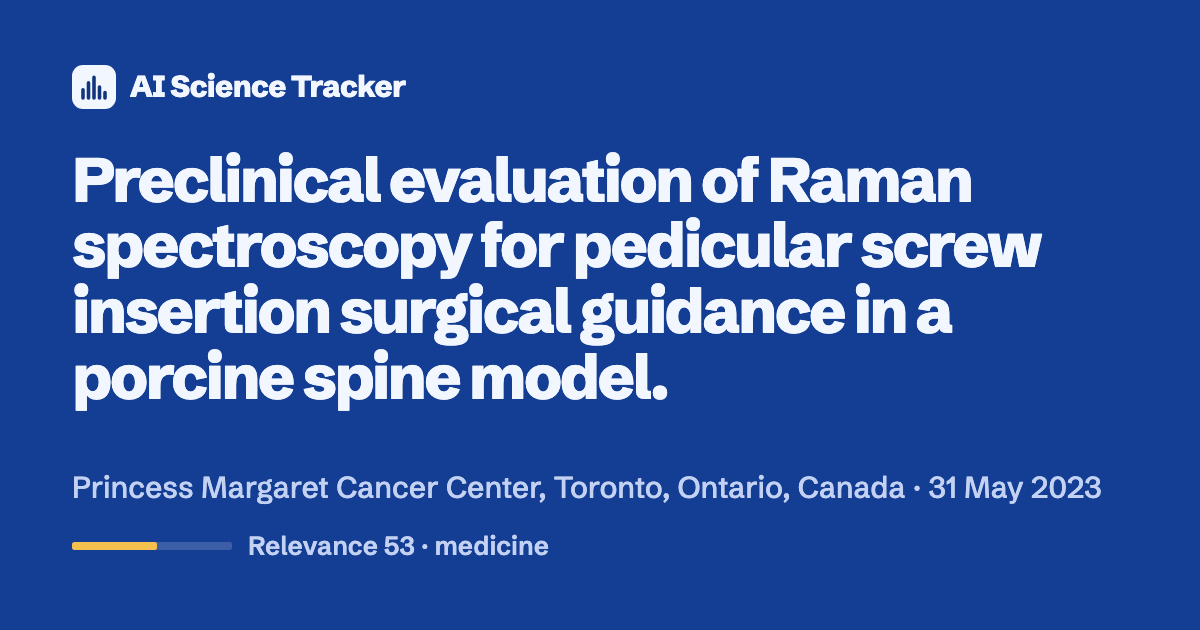 AI Science Tracker
Preclinical evaluation of Raman
spectroscopy for pedicular screw
insertion surgical guidance in a
porcine spine model.
Princess Margaret Cancer Center, Toronto, Ontario, Canada · 31 May 2023
Relevance 53 · medicine